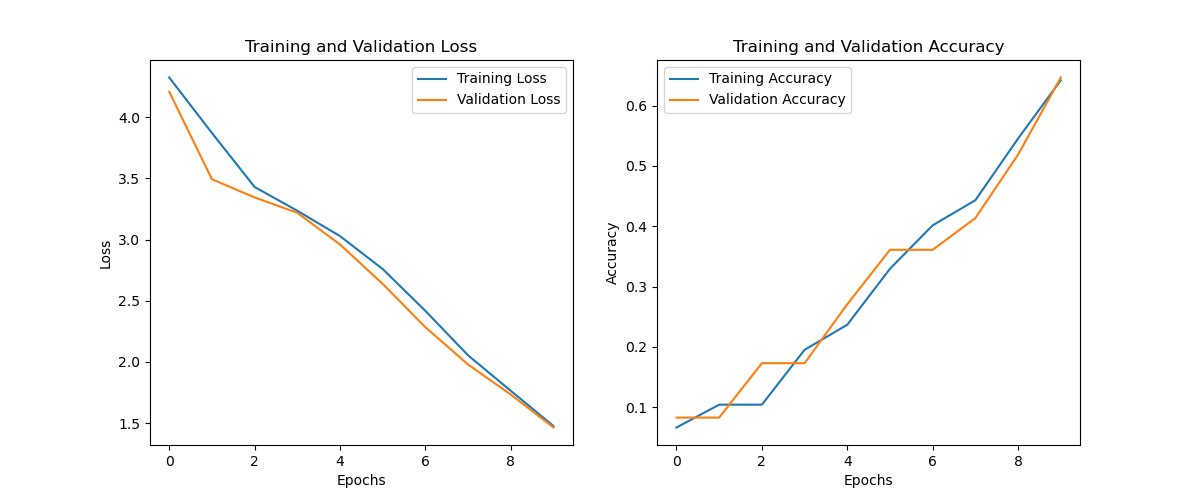 Training and Validation Loss
Training Loss
Validation Loss
4.0
3.5
3.0
2.5
2.0
1.5
Loss
0 2 4 6 8
Epochs
Training and Validation Accuracy
Training Accuracy
Validation Accuracy
0.6
0.5
0.4
0.3
0.2
0.1
Accuracy
0 2 4 6 8
Epochs